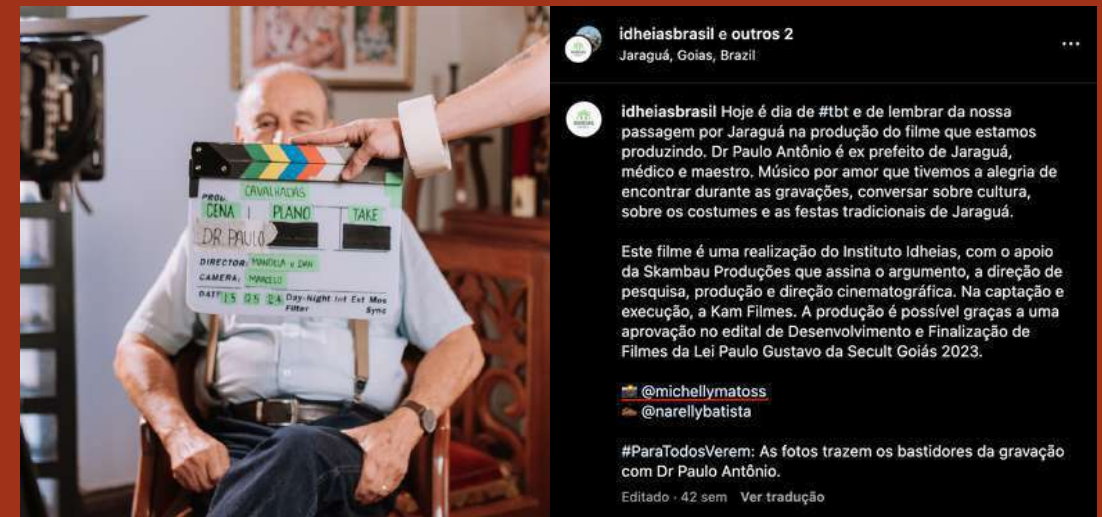 CAVALHADAS
PROD.
CENA PLANO TAKE
DR PAULO
DIRECTOR: MANDELA e DAN
CAMERA: MARCELO
DATE 15 05 24 Day-Night Int Ext Mos
Filter Sync
idheiasbrasil e outros 2
Jaraguá, Goias, Brazil
idheiasbrasil Hoje é dia de #tbt e de lembrar da nossa
passagem por Jaraguá na produção do filme que estamos
produzindo. Dr Paulo Antônio é ex prefeito de Jaraguá,
médico e maestro. Músico por amor que tivemos a alegria de
encontrar durante as gravações, conversar sobre cultura,
sobre os costumes e as festas tradicionais de Jaraguá.
Este filme é uma realização do Instituto Idheias, com o apoio
da Skambau Produções que assina o argumento, a direção de
pesquisa, produção e direção cinematográfica. Na captação e
execução, a Kam Filmes. A produção é possível graças a uma
aprovação no edital de Desenvolvimento e Finalização de
Filmes da Lei Paulo Gustavo da Secult Goiás 2023.
📸 @michellymatoss
✍🏾 @narellybatista
#ParaTodosVerem: As fotos trazem os bastidores da gravação
com Dr Paulo Antônio.
Editado · 42 sem Ver tradução